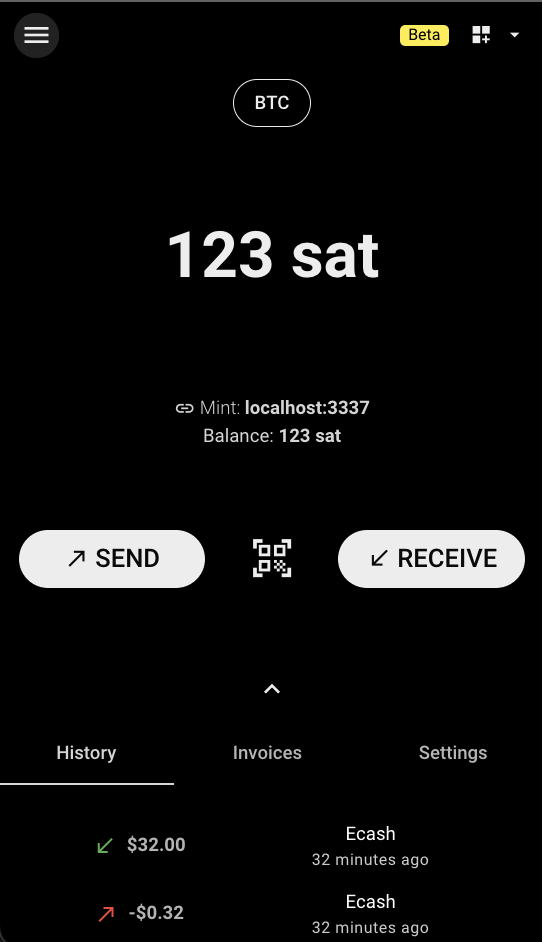 Beta
BTC
123 sat
Mint: localhost:3337
Balance: 123 sat
SEND
RECEIVE
History Invoices Settings
$32.00
Ecash
32 minutes ago
-$0.32
Ecash
32 minutes ago